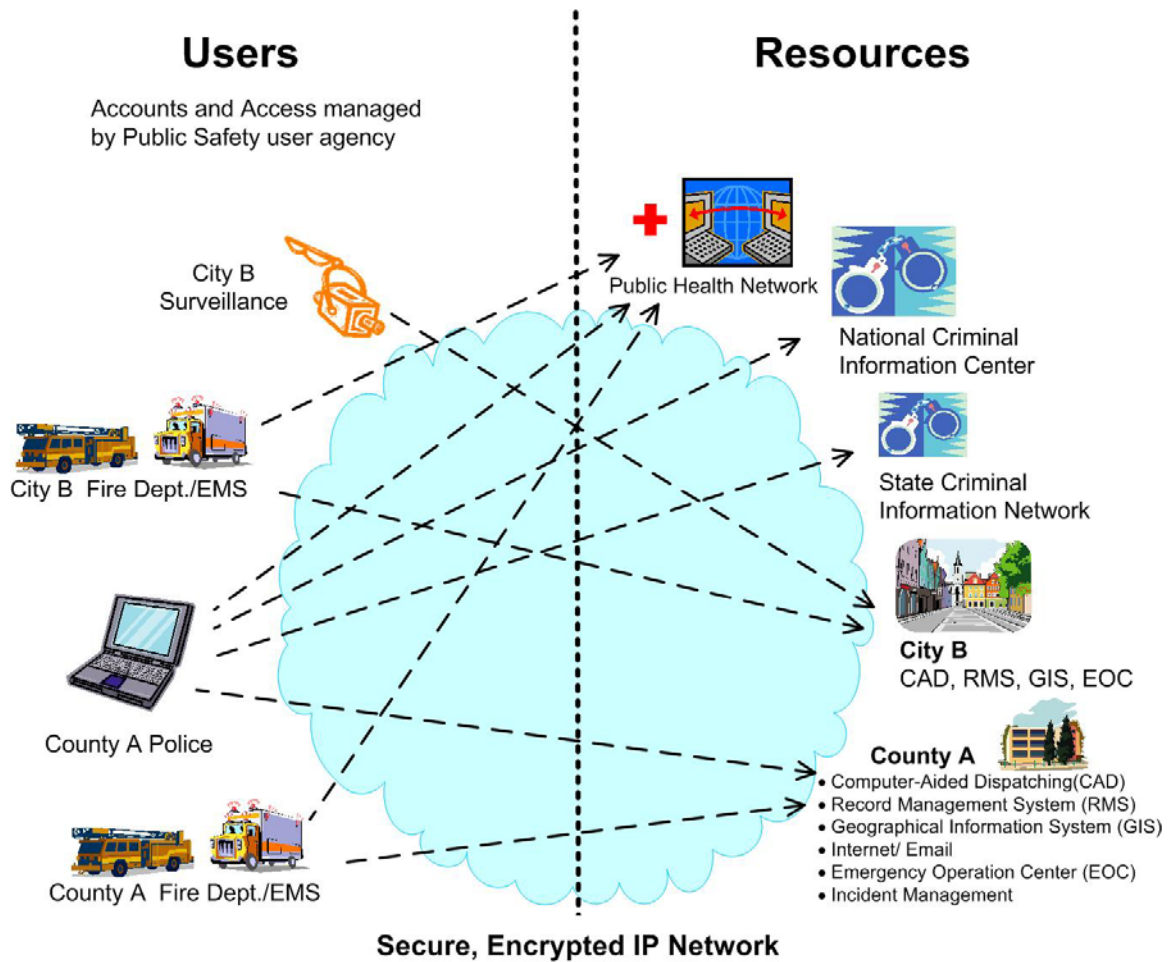 Users
Resources
Accounts and Access managed
by Public Safety user agency
City B
Surveillance
Public Health Network
National Criminal
Information Center
City B Fire Dept./EMS
State Criminal
Information Network
City B
CAD, RMS, GIS, EOC
County A Police
County A
• Computer-Aided Dispatching(CAD)
• Record Management System (RMS)
• Geographical Information System (GIS)
• Internet/ Email
• Emergency Operation Center (EOC)
• Incident Management
County A Fire Dept./EMS
Secure, Encrypted IP Network